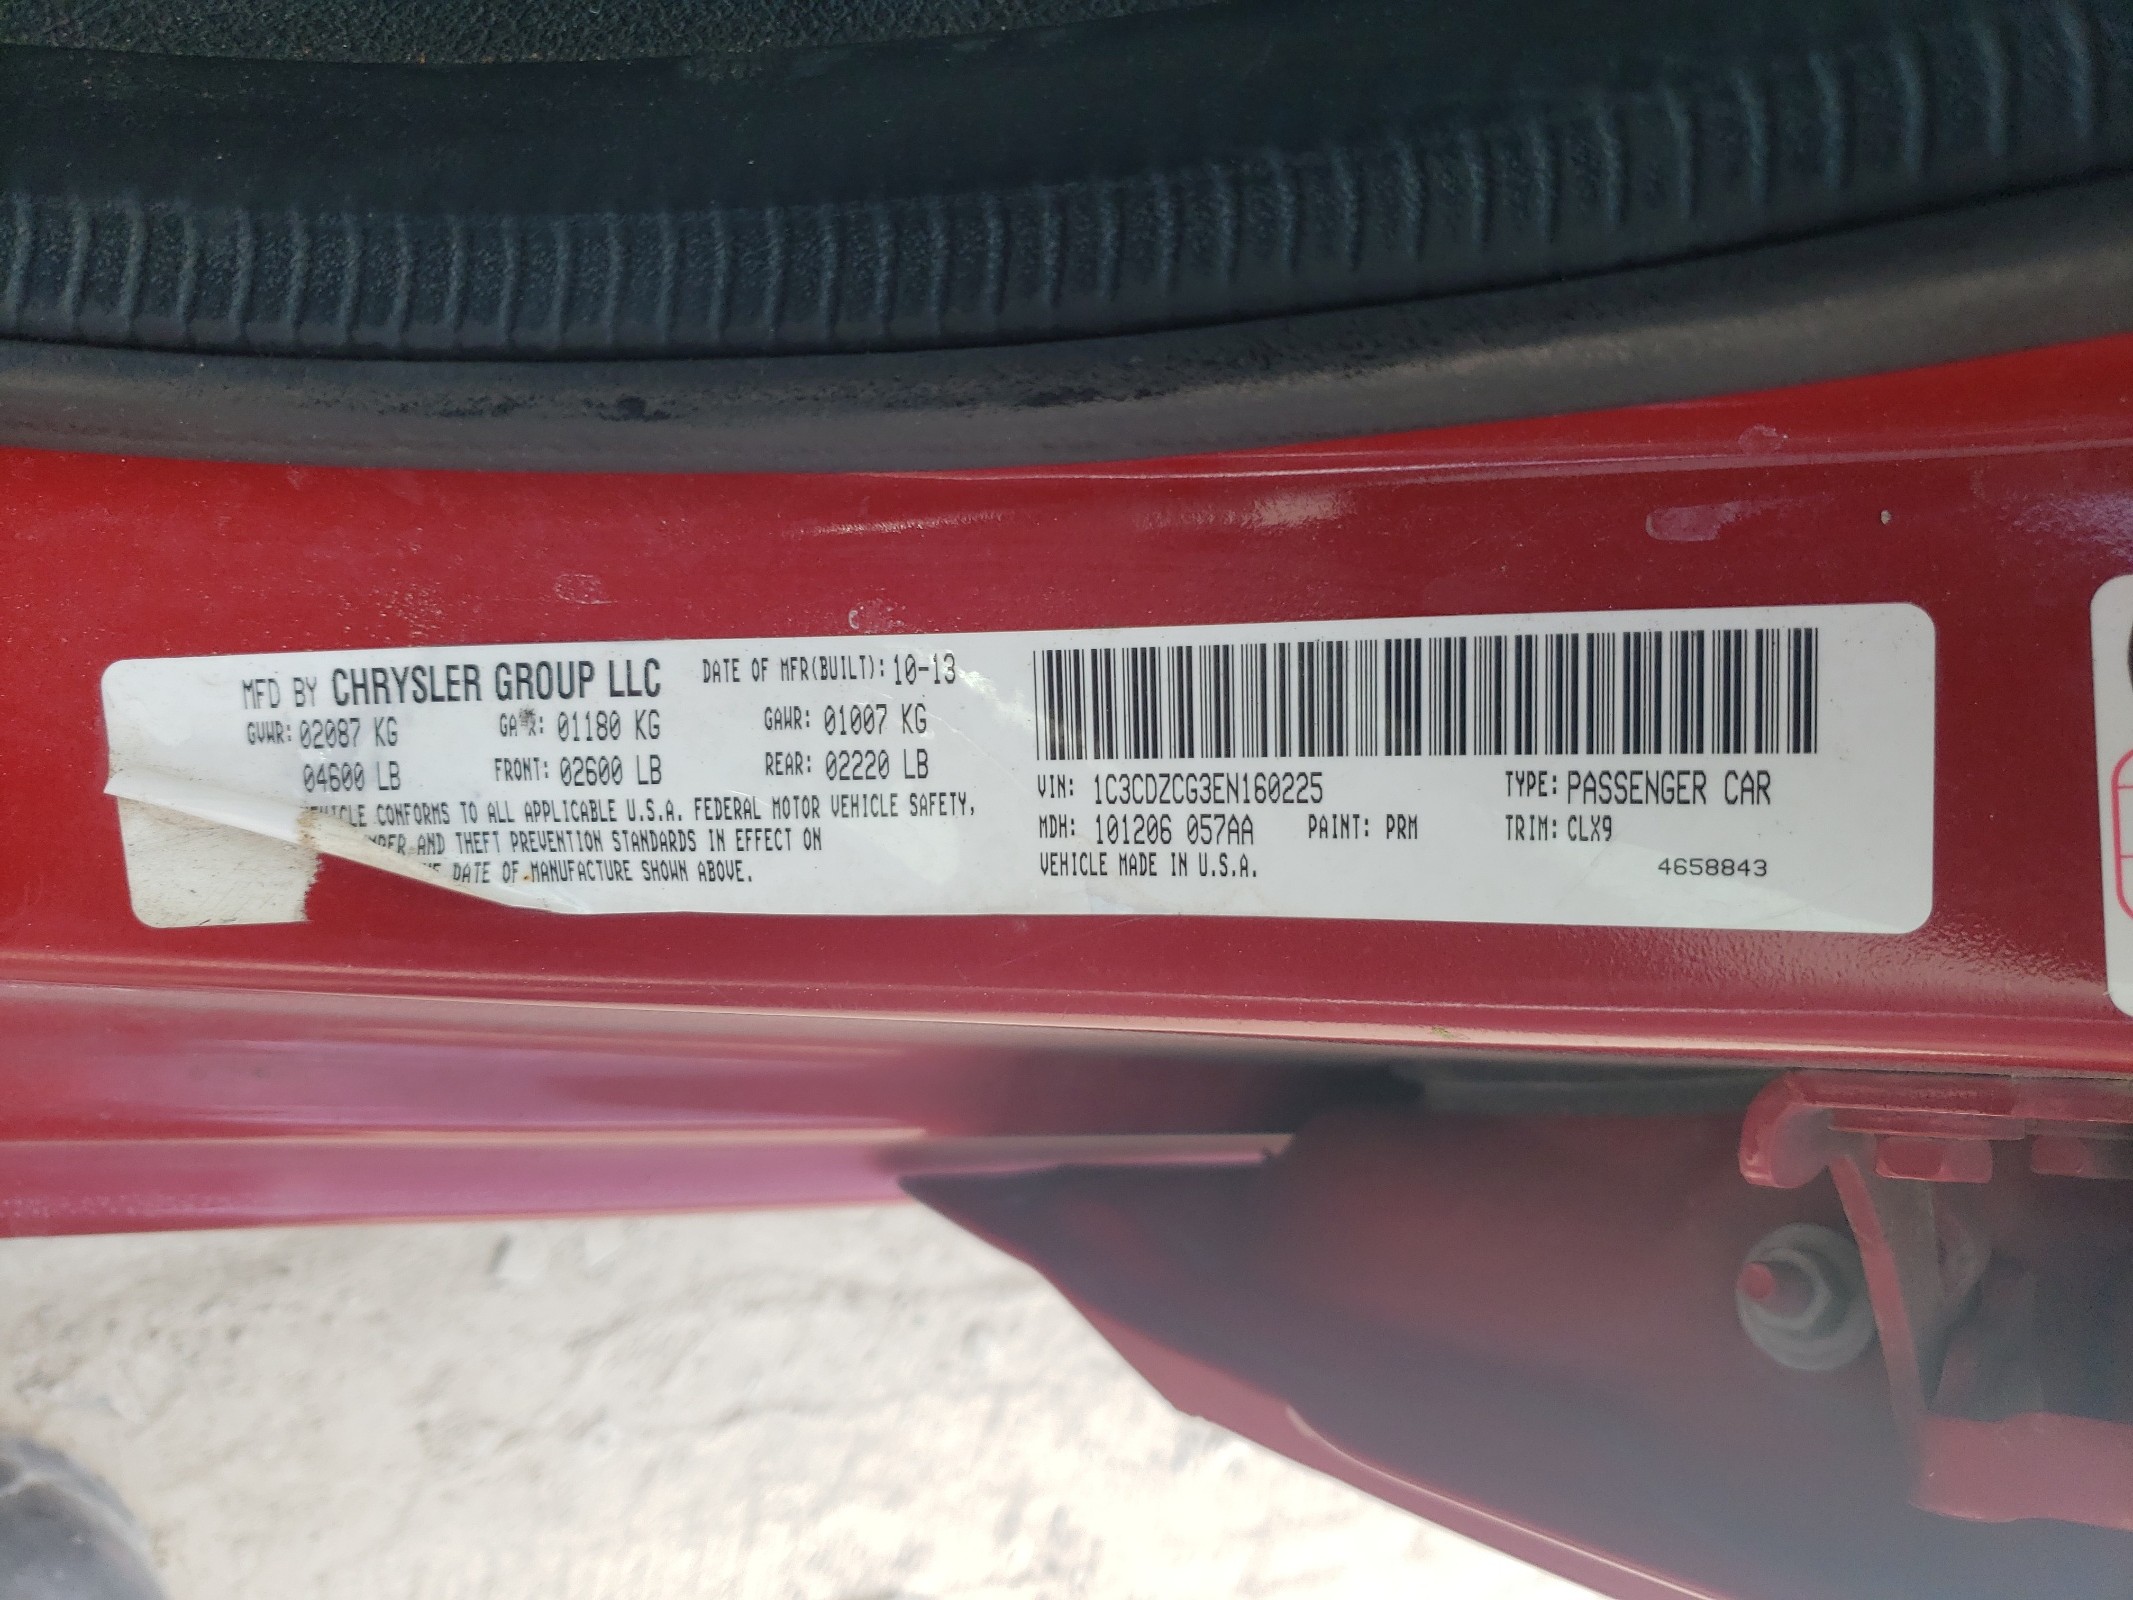 MFD BY CHRYSLER GROUP LLC DATE OF MFR(BUILT): 10-13
GVWR: 02087 KG GA : 01180 KG GAWR: 01007 KG
04600 LB FRONT: 02600 LB REAR: 02220 LB
CONFORMS TO ALL APPLICABLE U.S.A. FEDERAL MOTOR VEHICLE SAFETY,
AND THEFT PREVENTION STANDARDS IN EFFECT ON
DATE OF MANUFACTURE SHOWN ABOVE.
VIN: 1C3CDZCG3EN160225 TYPE: PASSENGER CAR
MDH: 101206 057AA PAINT: PRM TRIM: CLX9
VEHICLE MADE IN U.S.A. 4658843